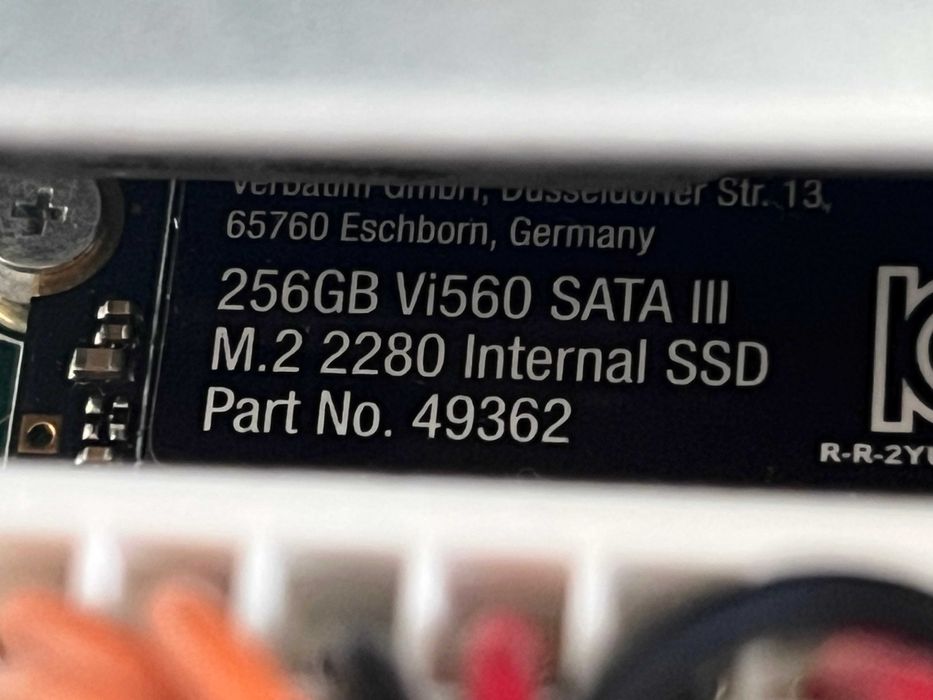 Verbatim GmbH, Düsseldorfer Str. 13,
65760 Eschborn, Germany
256GB Vi560 SATA III
M.2 2280 Internal SSD
Part No. 49362
R-R-2YU